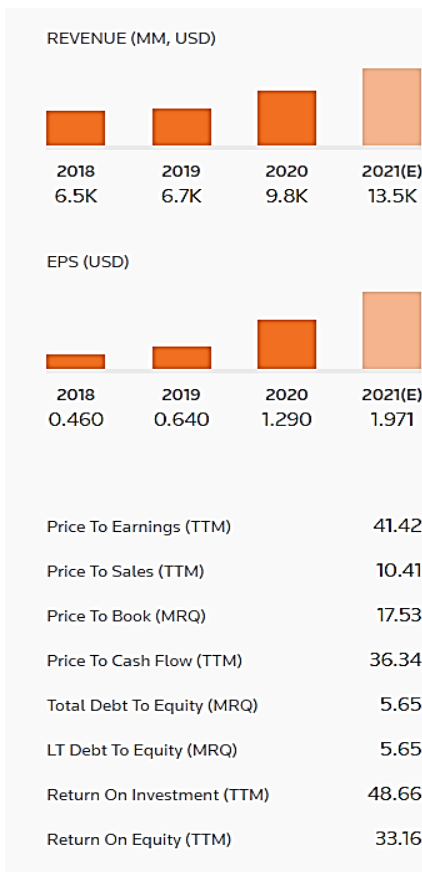 REVENUE (MM, USD)
2018 2019 2020 2021(E)
6.5K 6.7K 9.8K 13.5K
EPS (USD)
2018 2019 2020 2021(E)
0.460 0.640 1.290 1.971
Price To Earnings (TTM) 41.42
Price To Sales (TTM) 10.41
Price To Book (MRQ) 17.53
Price To Cash Flow (TTM) 36.34
Total Debt To Equity (MRQ) 5.65
LT Debt To Equity (MRQ) 5.65
Return On Investment (TTM) 48.66
Return On Equity (TTM) 33.16